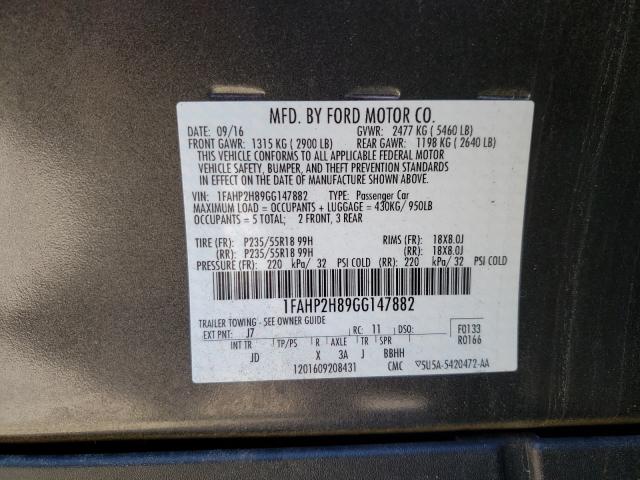 MFD. BY FORD MOTOR CO.
DATE: 09/16 GVWR: 2477 KG ( 5460 LB)
FRONT GAWR: 1315 KG ( 2900 LB) REAR GAWR: 1198 KG ( 2640 LB)
THIS VEHICLE CONFORMS TO ALL APPLICABLE FEDERAL MOTOR
VEHICLE SAFETY, BUMPER, AND THEFT PREVENTION STANDARDS
IN EFFECT ON THE DATE OF MANUFACTURE SHOWN ABOVE.
VIN: 1FAHP2H89GG147882 TYPE: Passenger Car
MAXIMUM LOAD = OCCUPANTS + LUGGAGE = 430KG/ 950LB
OCCUPANTS = 5 TOTAL; 2 FRONT, 3 REAR
TIRE (FR): P235/55R18 99H RIMS (FR): 18X8.0J
(RR): P235/55R18 99H (RR): 18X8.0J
PRESSURE (FR): 220 kPa/ 32 PSI COLD (RR): 220 kPa/ 32 PSI COLD
1FAHP2H89GG147882
TRAILER TOWING - SEE OWNER GUIDE
EXT PNT: J7 RC: 11 DSO: F0133
INT TR TP/PS R AXLE TR SPR R0166
JD X 3A J BBHH
1201609208431 CMC ▽5U5A-5420472-AA